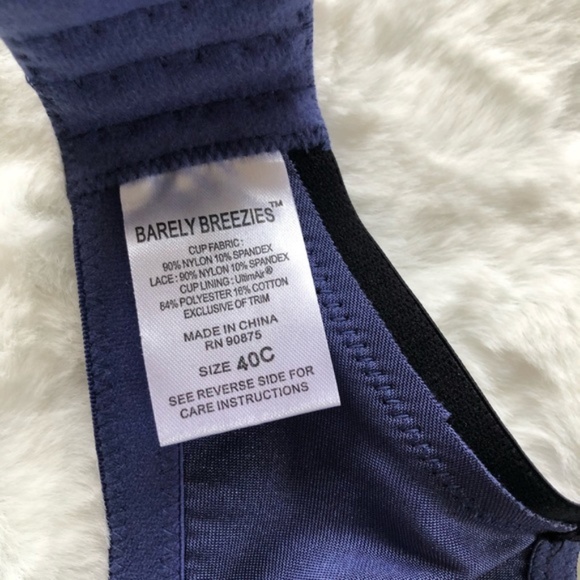 BARELY BREEZIES™
CUP FABRIC:
90% NYLON 10% SPANDEX
LACE: 90% NYLON 10% SPANDEX
CUP LINING: UltimAir®
84% POLYESTER 16% COTTON
EXCLUSIVE OF TRIM
MADE IN CHINA
RN 90875
SIZE 40C
SEE REVERSE SIDE FOR
CARE INSTRUCTIONS